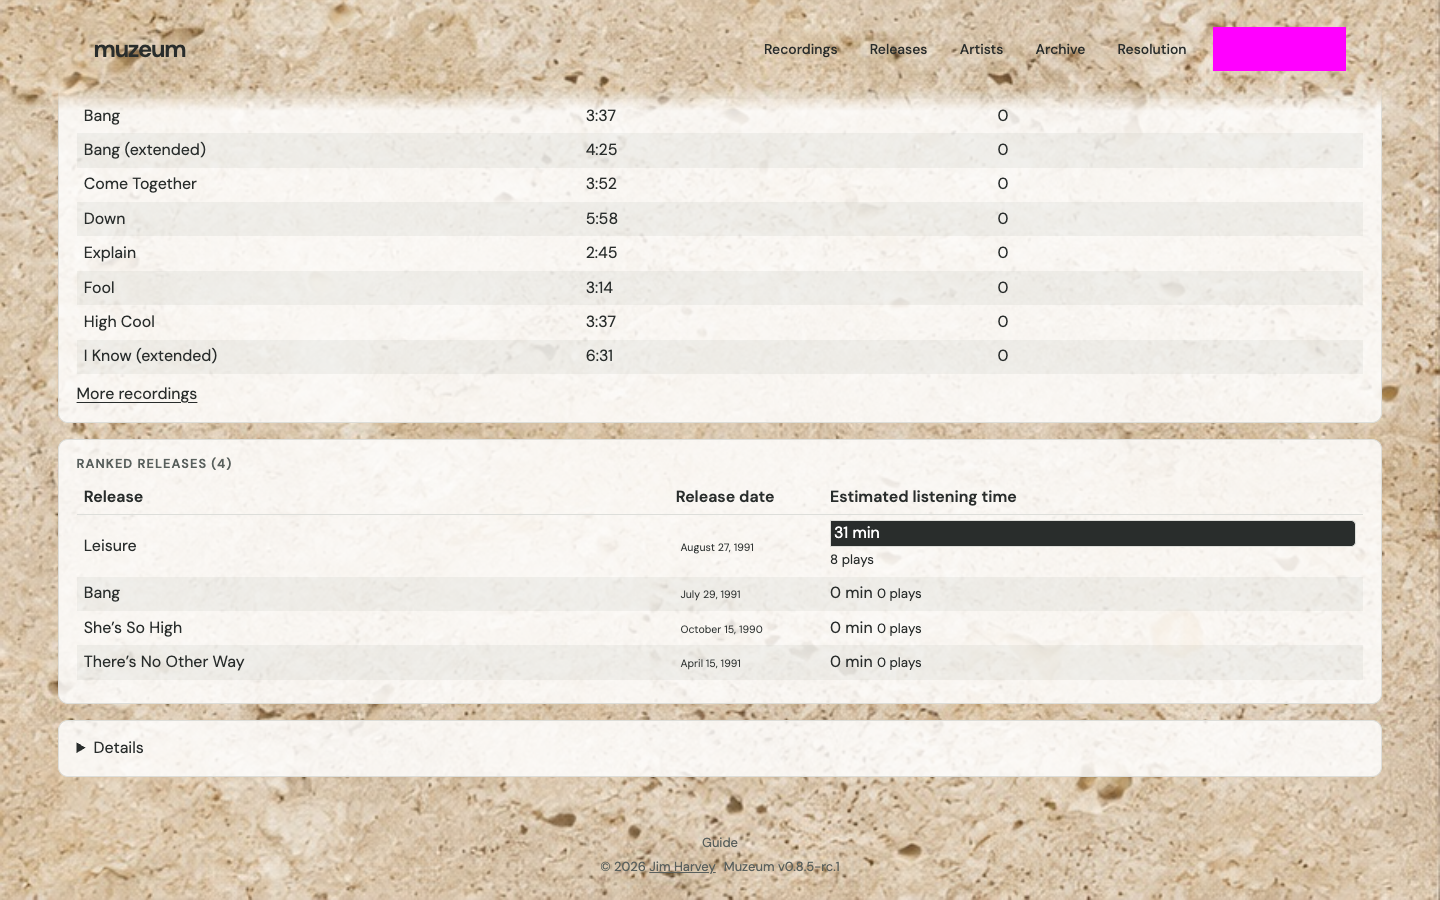 muzeum
Recordings Releases Artists Archive Resolution
Bang 3:37 0
Bang (extended) 4:25 0
Come Together 3:52 0
Down 5:58 0
Explain 2:45 0
Fool 3:14 0
High Cool 3:37 0
I Know (extended) 6:31 0
More recordings
RANKED RELEASES (4)
Release Release date Estimated listening time
Leisure August 27, 1991 31 min
8 plays
Bang July 29, 1991 0 min 0 plays
She’s So High October 15, 1990 0 min 0 plays
There’s No Other Way April 15, 1991 0 min 0 plays
Details
Guide
© 2026 Jim Harvey Muzeum v0.8.5-rc.1